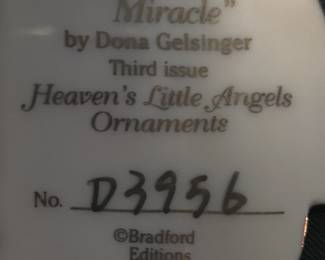 Miracle"
by Dona Gelsinger
Third issue
Heaven's Little Angels
Ornaments
No. D3956
©Bradford
Editions